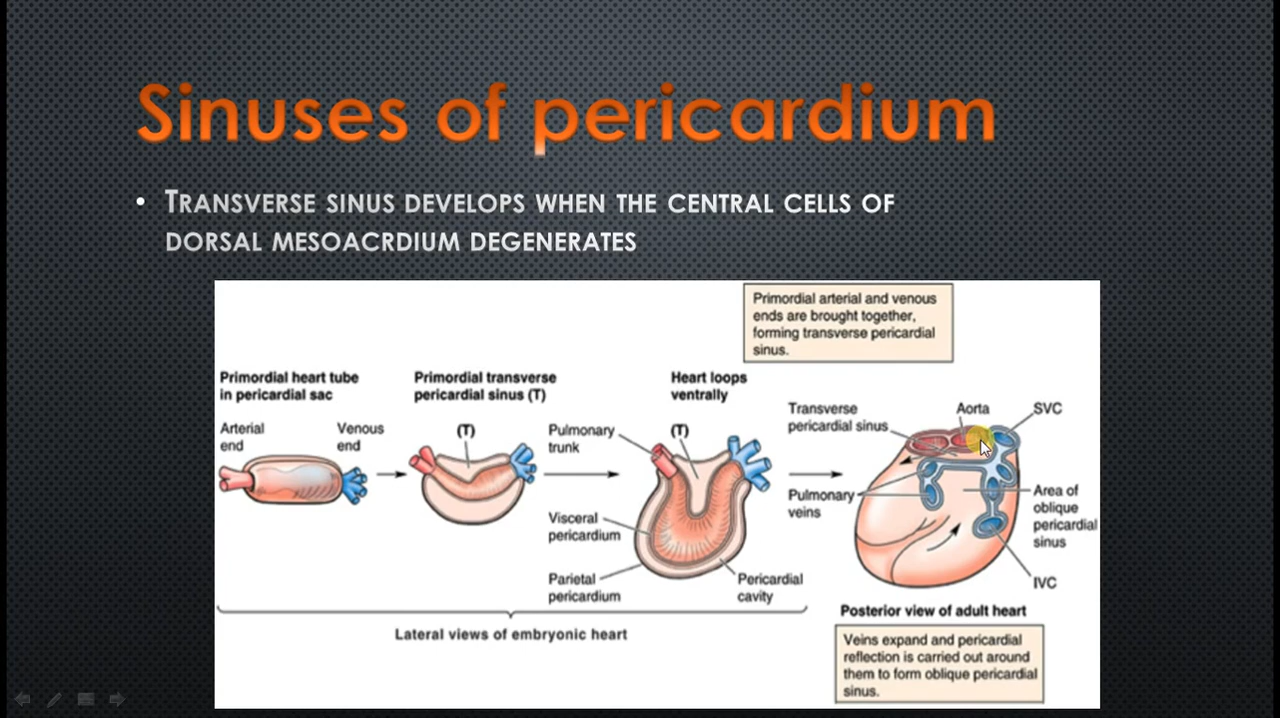 Sinuses of pericardium
• TRANSVERSE SINUS DEVELOPS WHEN THE CENTRAL CELLS OF
DORSAL MESOACRDIUM DEGENERATES
Primordial arterial and venous
ends are brought together,
forming transverse pericardial
sinus.
Primordial heart tube
in pericardial sac
Primordial transverse
pericardial sinus (T)
Heart loops
ventrally
Arterial
end
Venous
end
(T)
Pulmonary
trunk
(T)
Visceral
pericardium
Parietal
pericardium
Pericardial
cavity
Transverse
pericardial sinus
Aorta
SVC
Pulmonary
veins
Area of
oblique
pericardial
sinus
IVC
Lateral views of embryonic heart
Posterior view of adult heart
Veins expand and pericardial
reflection is carried out around
them to form oblique pericardial
sinus.